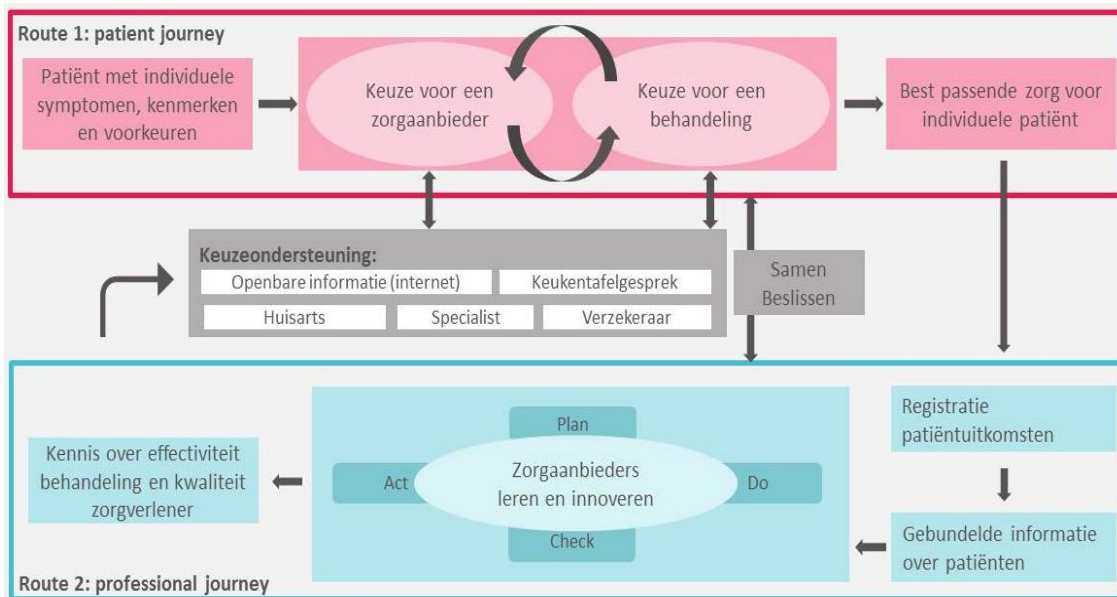 Route 1: patient journey
Patiënt met individuele
symptomen, kenmerken
en voorkeuren
Keuze voor een
zorgaanbieder
Keuze voor een
behandeling
Best passende zorg voor
individuele patiënt
Keuzeondersteuning:
Openbare informatie (internet)
Keukentafelgesprek
Huisarts
Specialist
Verzekeraar
Samen
Beslissen
Registratie
patiëntuitkomsten
Gebundelde informatie
over patiënten
Plan
Do
Check
Act
Zorgaanbieders
leren en innoveren
Kennis over effectiviteit
behandeling en kwaliteit
zorgverlener
Route 2: professional journey